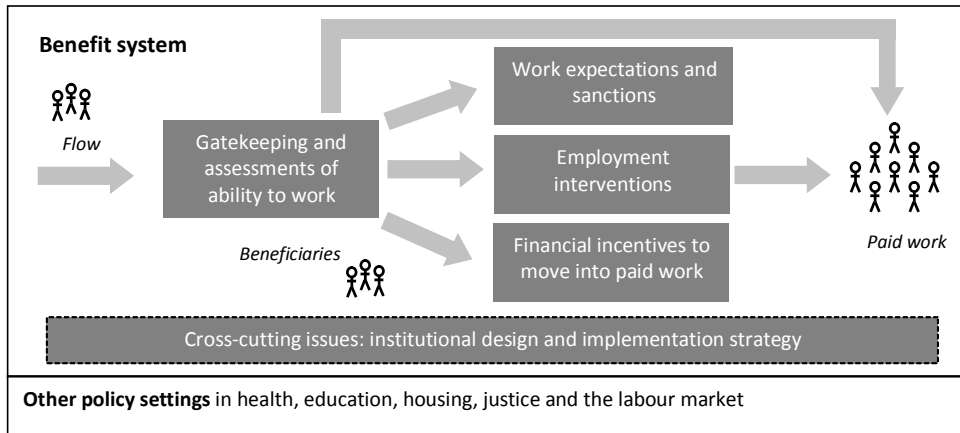 Benefit system
Flow
Gatekeeping and
assessments of
ability to work
Work expectations and
sanctions
Employment
interventions
Financial incentives to
move into paid work
Beneficiaries
Paid work
Cross-cutting issues: institutional design and implementation strategy
Other policy settings in health, education, housing, justice and the labour market